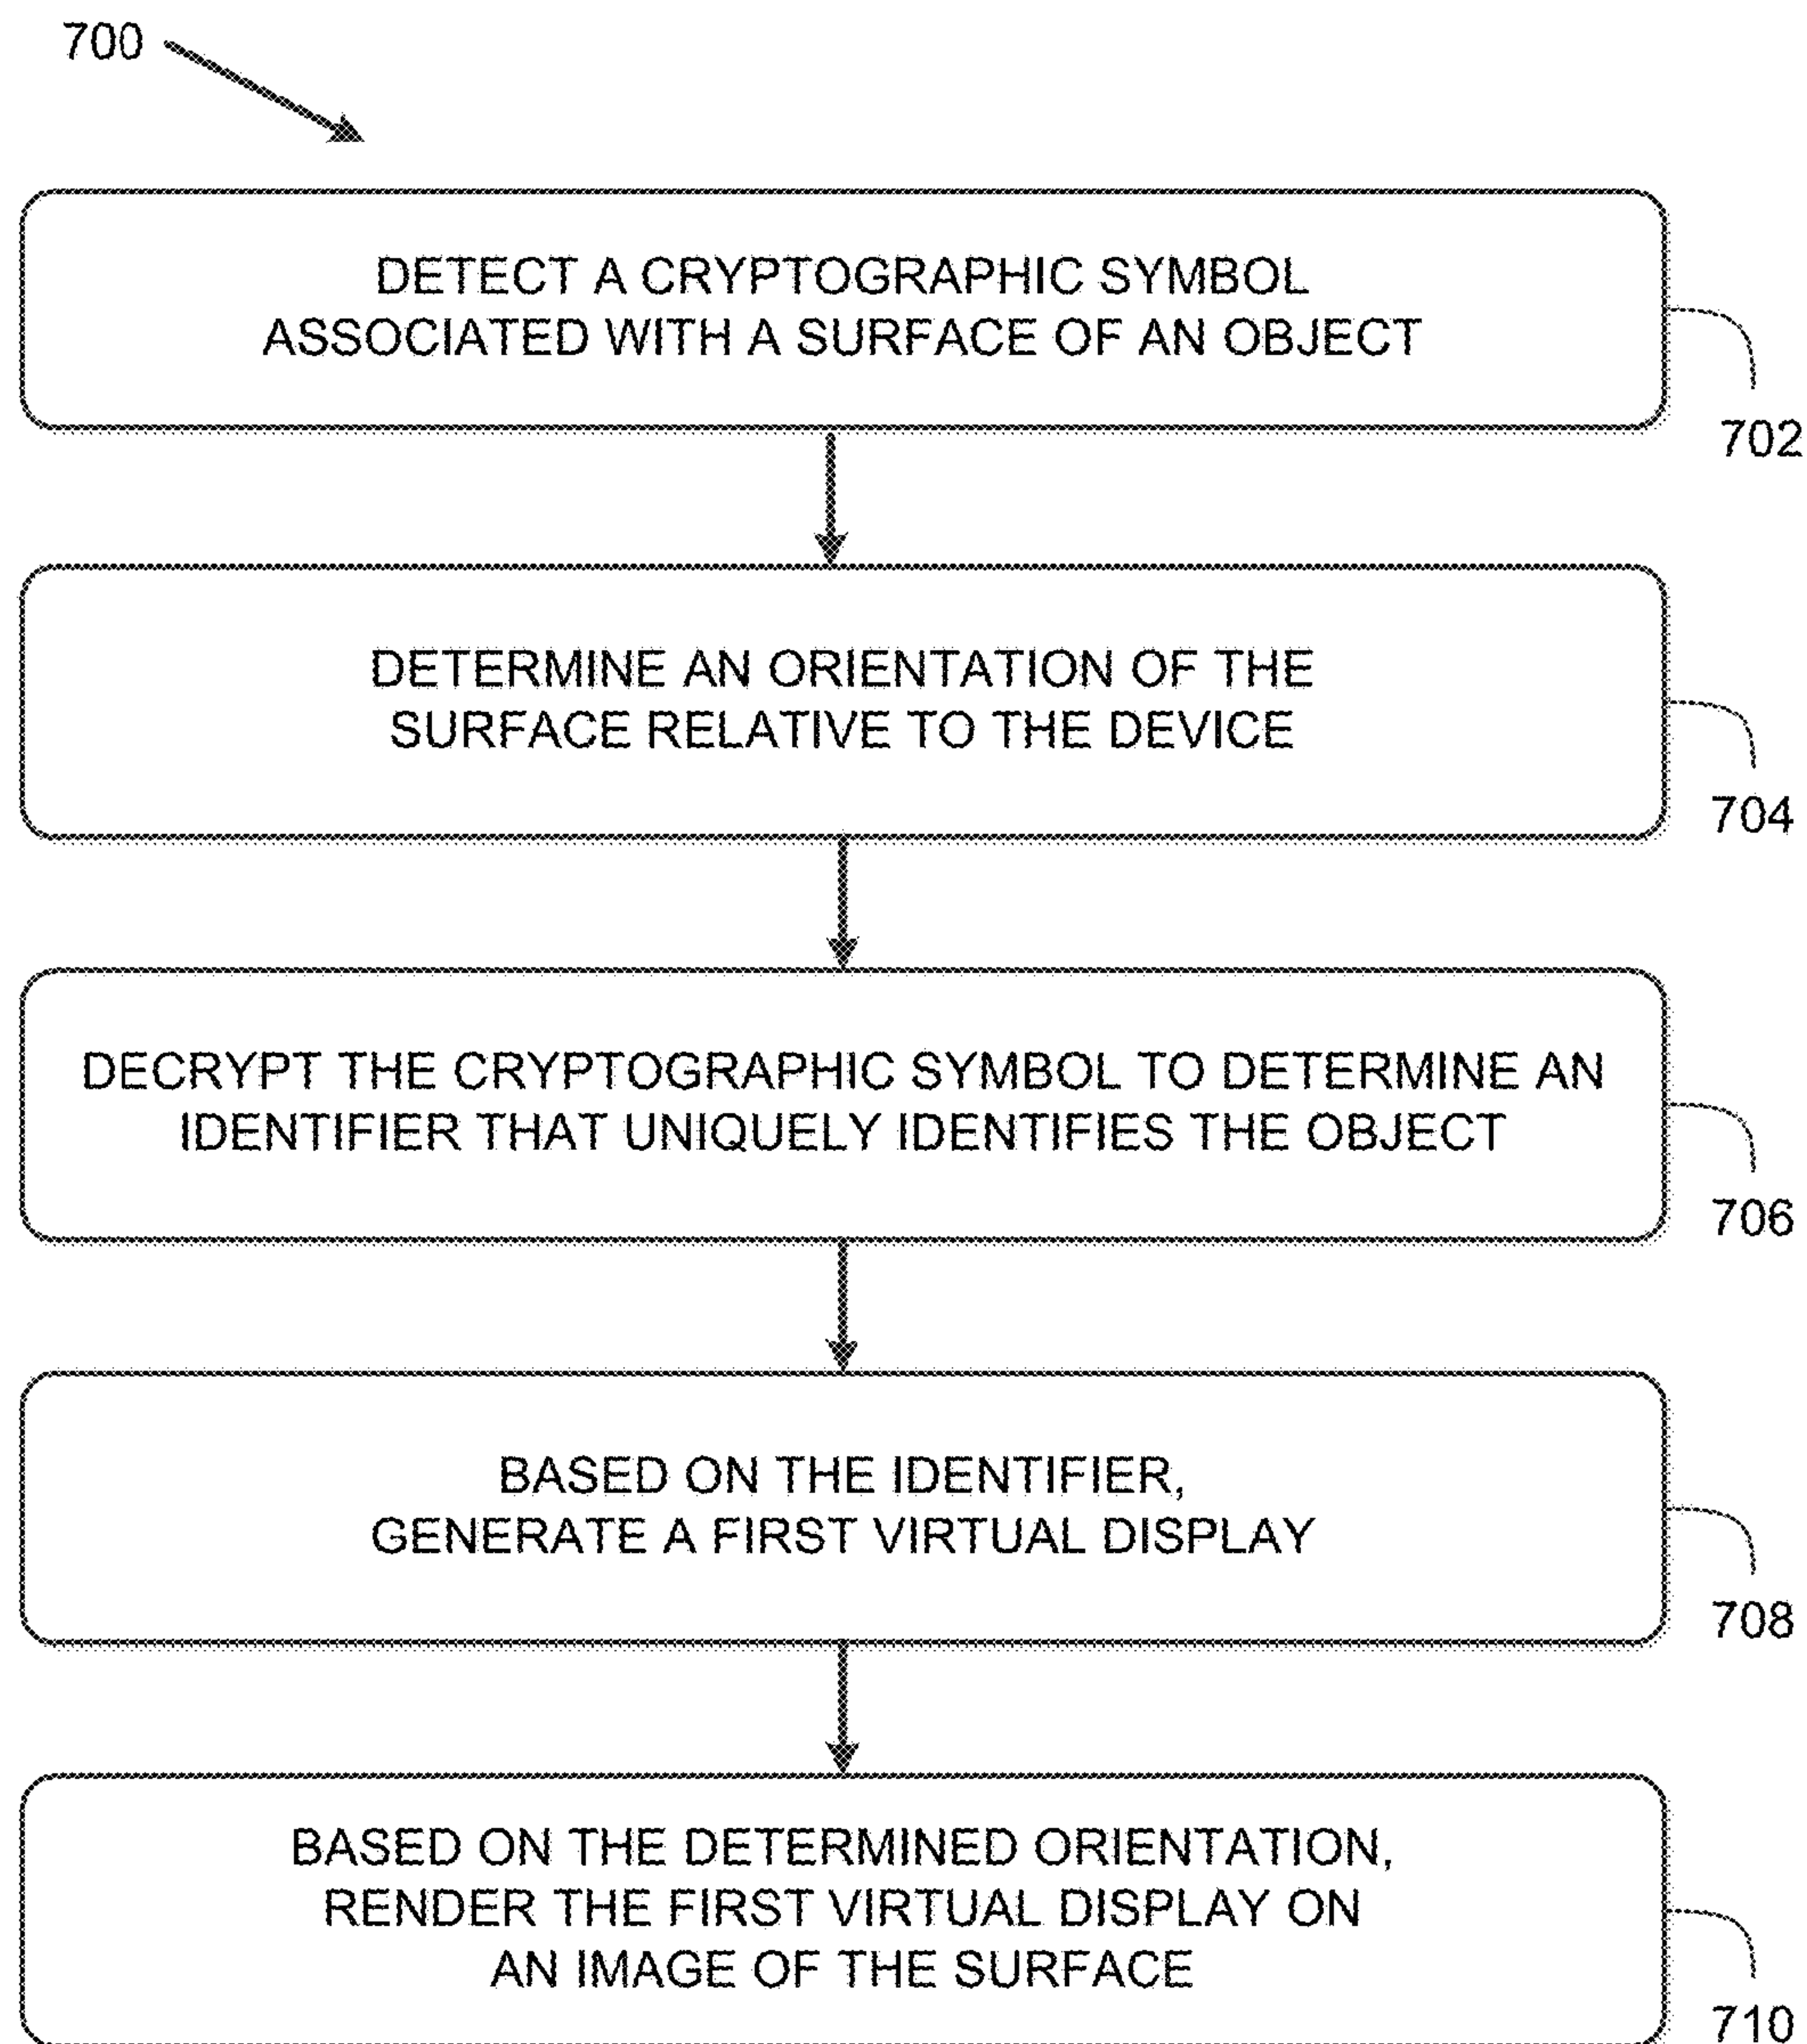 700
DETECT A CRYPTOGRAPHIC SYMBOL
ASSOCIATED WITH A SURFACE OF AN OBJECT
702
DETERMINE AN ORIENTATION OF THE
SURFACE RELATIVE TO THE DEVICE
704
DECRYPT THE CRYPTOGRAPHIC SYMBOL TO DETERMINE AN
IDENTIFIER THAT UNIQUELY IDENTIFIES THE OBJECT
706
BASED ON THE IDENTIFIER,
GENERATE A FIRST VIRTUAL DISPLAY
708
BASED ON THE DETERMINED ORIENTATION,
RENDER THE FIRST VIRTUAL DISPLAY ON
AN IMAGE OF THE SURFACE
710